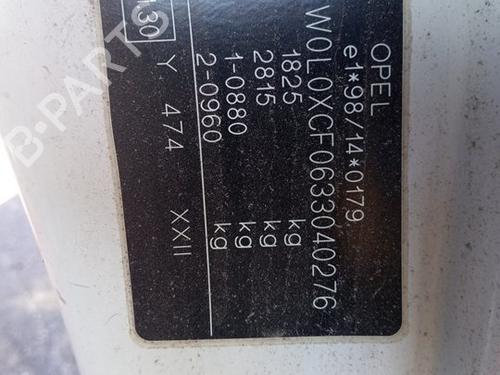 OPEL
e1*98/14*0179
W0L0XCF0633040276
1825 kg
2815 kg
1-0880 kg
2-0960 kg
Y 474 XXII
130
B-PARTS